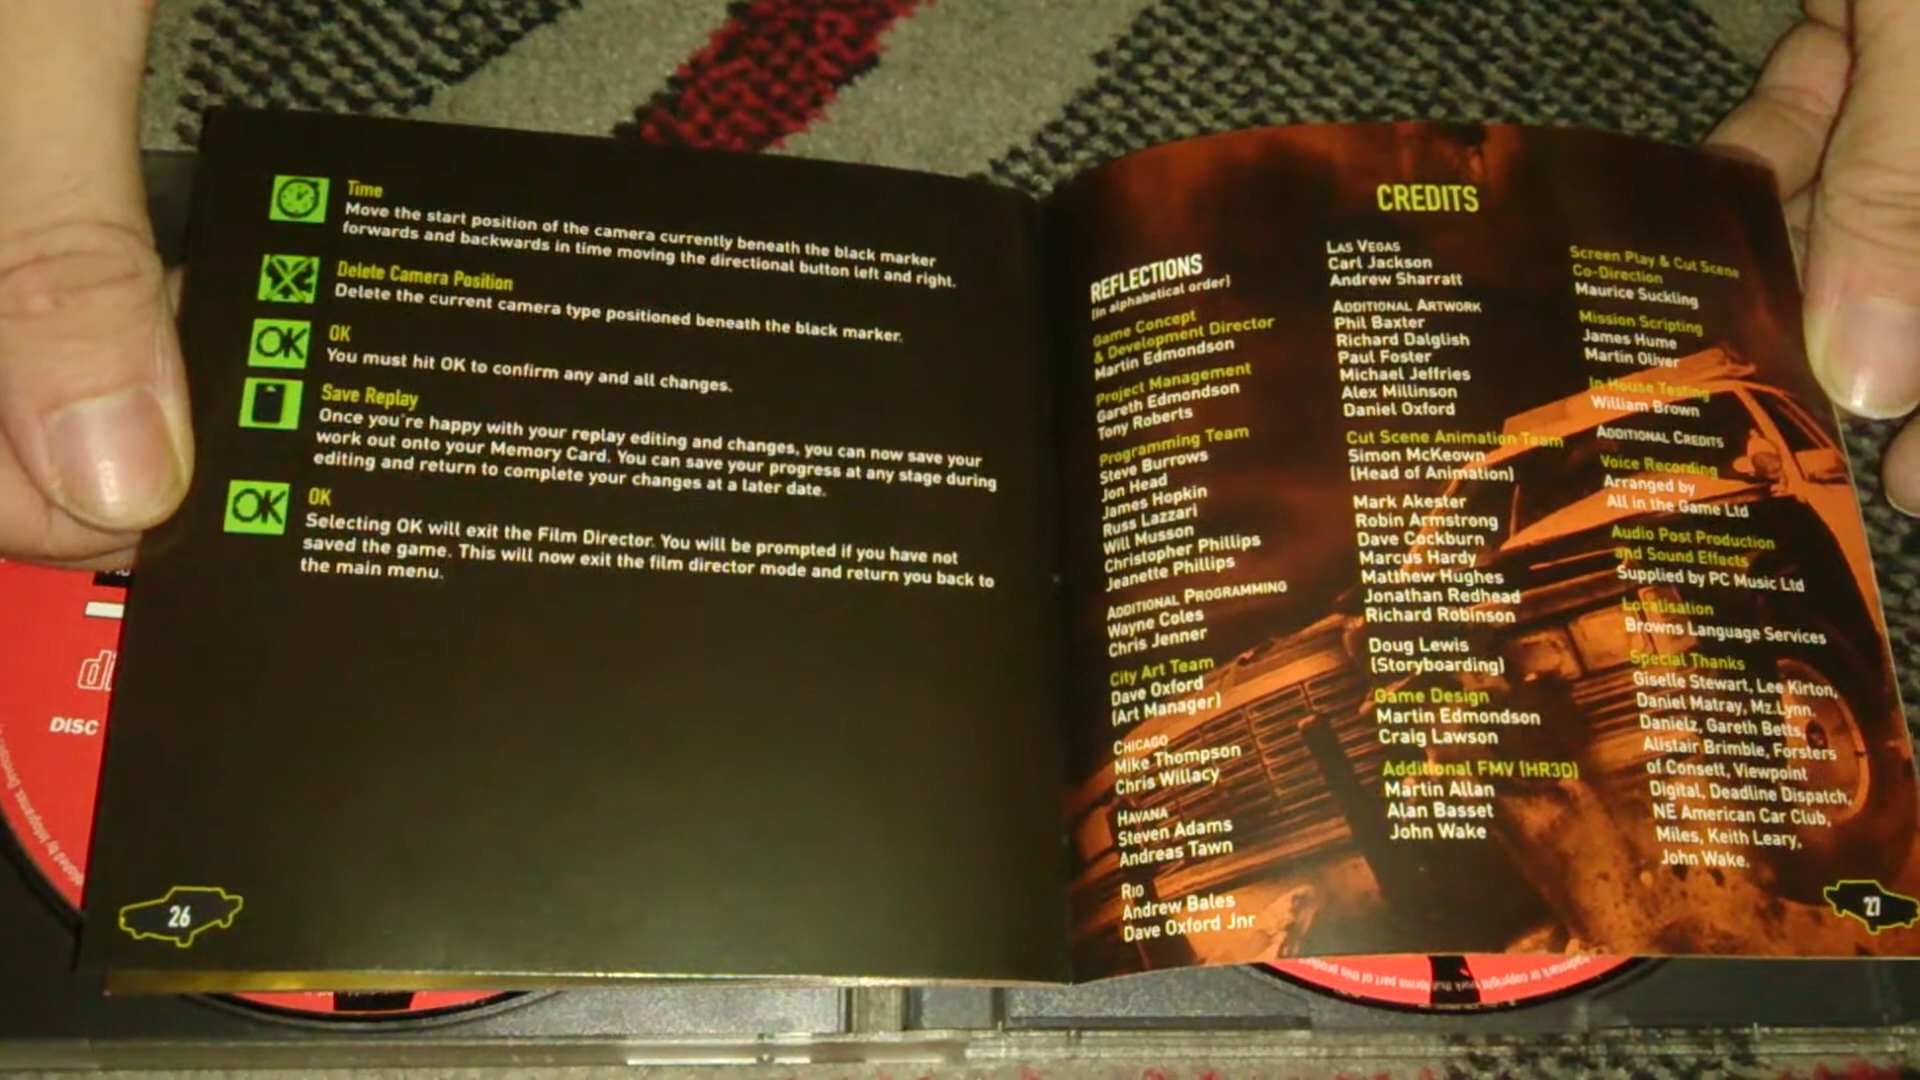 Time
Move the start position of the camera currently beneath the black marker
forwards and backwards in time moving the directional button left and right.
Delete Camera Position
Delete the current camera type positioned beneath the black marker.
OK
OK
You must hit OK to confirm any and all changes.
Save Replay
Once you're happy with your replay editing and changes, you can now save your
work out onto your Memory Card. You can save your progress at any stage during
editing and return to complete your changes at a later date.
OK
OK
Selecting OK will exit the Film Director. You will be prompted if you have not
saved the game. This will now exit the film director mode and return you back to
the main menu.
26
DISC
CREDITS
REFLECTIONS
(In alphabetical order)
Game Concept
& Development Director
Martin Edmondson
Project Management
Gareth Edmondson
Tony Roberts
Programming Team
Steve Burrows
Jon Head
James Hopkin
Russ Lazzari
Will Musson
Christopher Phillips
Jeanette Phillips
ADDITIONAL PROGRAMMING
Wayne Coles
Chris Jenner
City Art Team
Dave Oxford
(Art Manager)
CHICAGO
Mike Thompson
Chris Willacy
HAVANA
Steven Adams
Andreas Tawn
RIO
Andrew Bales
Dave Oxford Jnr
LAS VEGAS
Carl Jackson
Andrew Sharratt
ADDITIONAL ARTWORK
Phil Baxter
Richard Dalglish
Paul Foster
Michael Jeffries
Alex Millinson
Daniel Oxford
Cut Scene Animation Team
Simon McKeown
(Head of Animation)
Mark Akester
Robin Armstrong
Dave Cockburn
Marcus Hardy
Matthew Hughes
Jonathan Redhead
Richard Robinson
Doug Lewis
(Storyboarding)
Game Design
Martin Edmondson
Craig Lawson
Additional FMV (HR3D)
Martin Allan
Alan Basset
John Wake
Screen Play & Cut Scene
Co-Direction
Maurice Suckling
Mission Scripting
James Hume
Martin Oliver
In House Testing
William Brown
ADDITIONAL CREDITS
Voice Recording
Arranged by
All in the Game Ltd
Audio Post Production
and Sound Effects
Supplied by PC Music Ltd
Localisation
Browns Language Services
Special Thanks
Giselle Stewart, Lee Kirton,
Daniel Matray, Mz.Lynn,
Danielz, Gareth Betts,
Alistair Brimble, Forsters
of Consett, Viewpoint
Digital, Deadline Dispatch,
NE American Car Club,
Miles, Keith Leary,
John Wake.
27